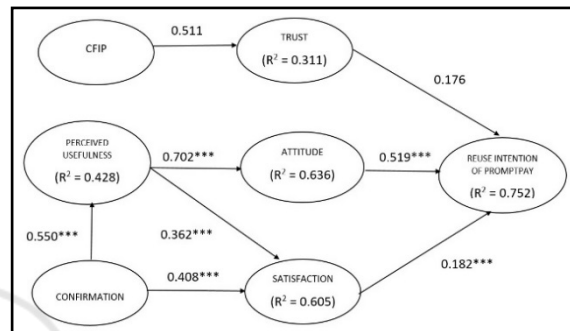 CFIP
0.511
TRUST
(R² = 0.311)
0.176
PERCEIVED
USEFULNESS
(R² = 0.428)
0.702***
ATTITUDE
(R² = 0.636)
0.519***
REUSE INTENTION
OF PROMPTPAY
(R² = 0.752)
0.550***
0.362***
0.182***
CONFIRMATION
0.408***
SATISFACTION
(R² = 0.605)